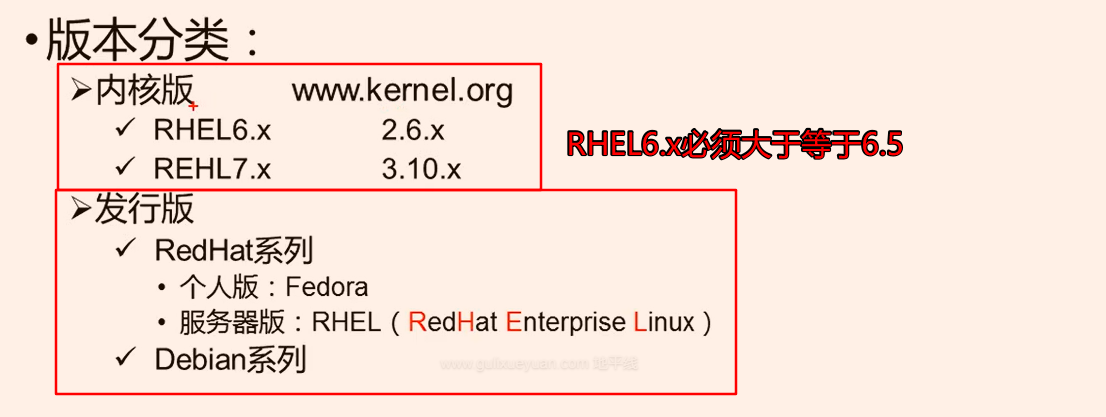 •版本分类：
➢内核版 www.kernel.org
✓ RHEL6.x 2.6.x
✓ REHL7.x 3.10.x
RHEL6.x必须大于等于6.5
➢发行版
✓ RedHat系列
• 个人版：Fedora
• 服务器版：RHEL（RedHat Enterprise Linux）
✓ Debian系列
www.gulixueyuan.com 地平线